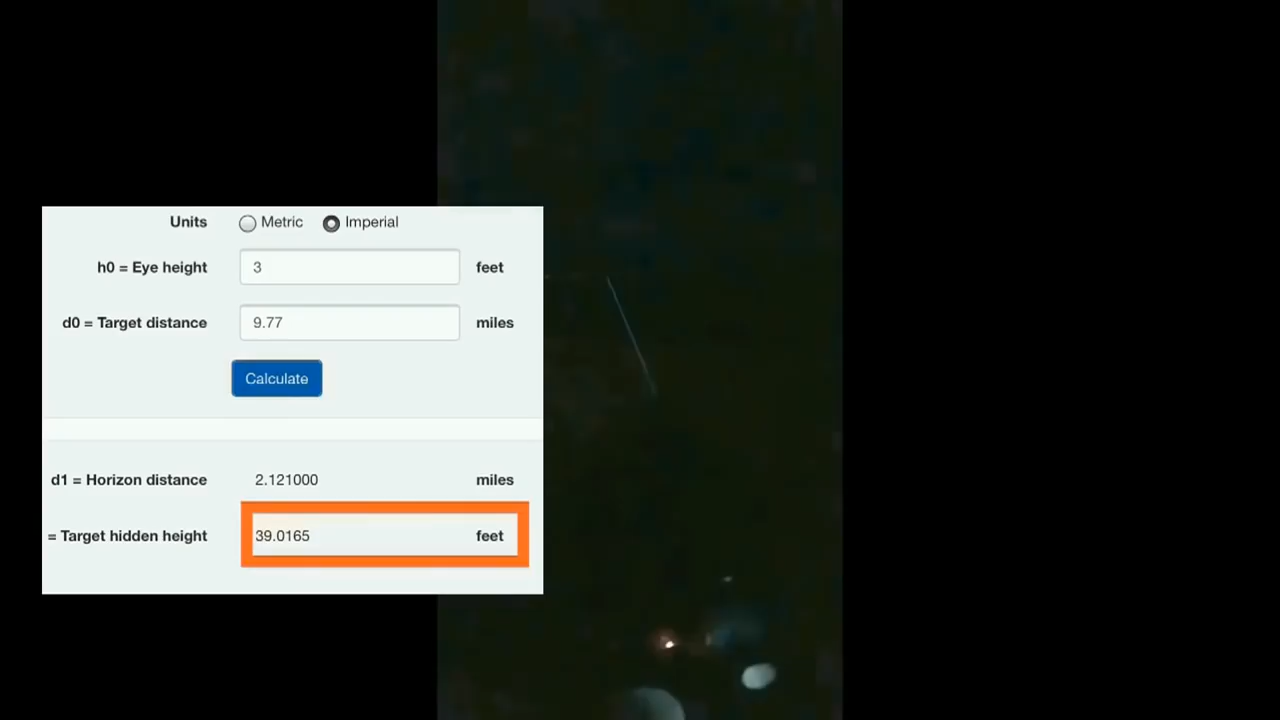 Units Metric Imperial
h0 = Eye height 3 feet
d0 = Target distance 9.77 miles
Calculate
d1 = Horizon distance 2.121000 miles
= Target hidden height 39.0165 feet